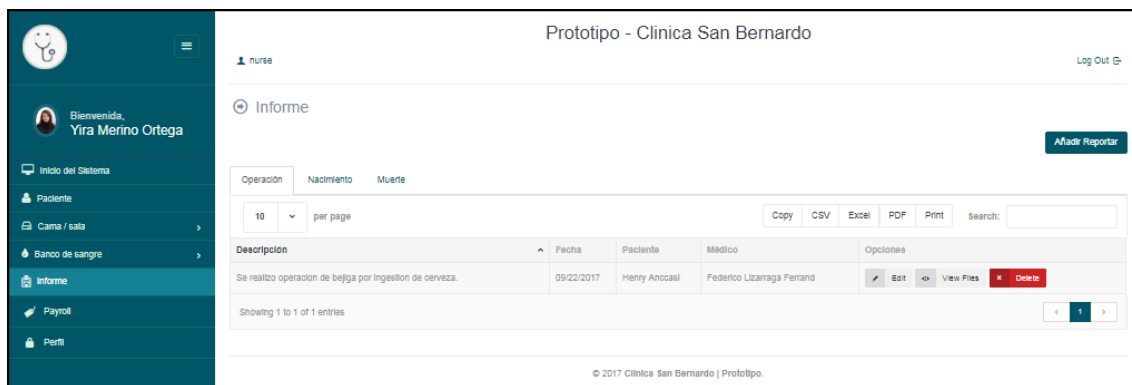 Prototipo - Clinica San Bernardo
nurse
Log Out
Bienvenida,
Yira Merino Ortega
Inicio del Sistema
Paciente
Cama / sala
Banco de sangre
Informe
Payroll
Perfil
Informe
Añadir Reportar
Operación Nacimiento Muerte
10 per page Copy CSV Excel PDF Print Search:
Descripción Fecha Paciente Médico Opciones
Se realizo operacion de bejiga por ingestion de cerveza. 09/22/2017 Henry Anccasi Federico Lizarraga Ferrand Edit View Files Delete
Showing 1 to 1 of 1 entries < 1 >
© 2017 Clinica San Bernardo | Prototipo.